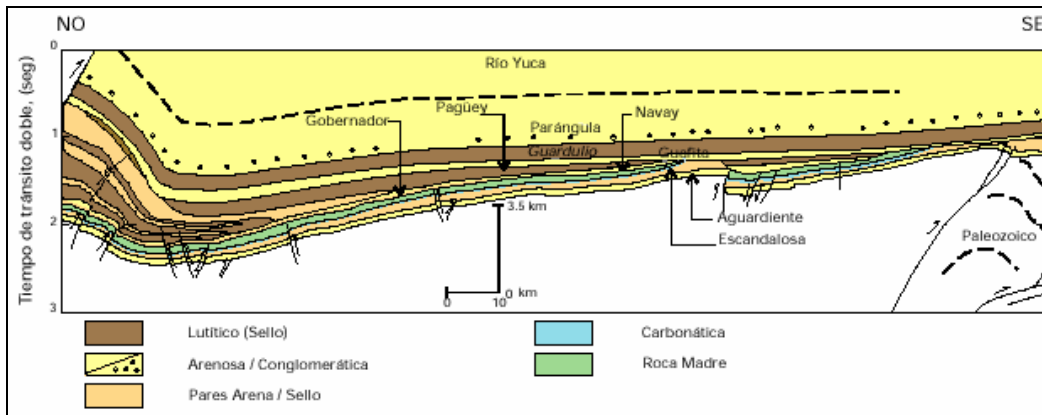 NO
SE
Tiempo de tránsito doble, (seg)
0
1
2
3
Río Yuca
Pagüey
Navay
Gobernador
Parángula
Guardulio
Guafita
3.5 km
0 km
0
10
Aguardiente
Escandalosa
Paleozoico
Lutítico (Sello)
Carbonática
Arenosa / Conglomerática
Roca Madre
Pares Arena / Sello